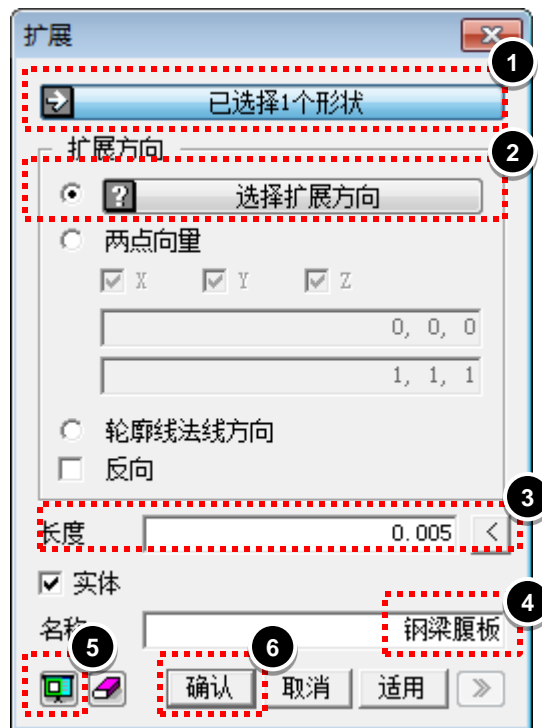 扩展
1
已选择1个形状
扩展方向
2
选择扩展方向
两点向量
X Y Z
0, 0, 0
1, 1, 1
轮廓线法线方向
反向
3
长度 0.005 <
实体
4
名称 钢梁腹板
5 6
确认 取消 适用 >>